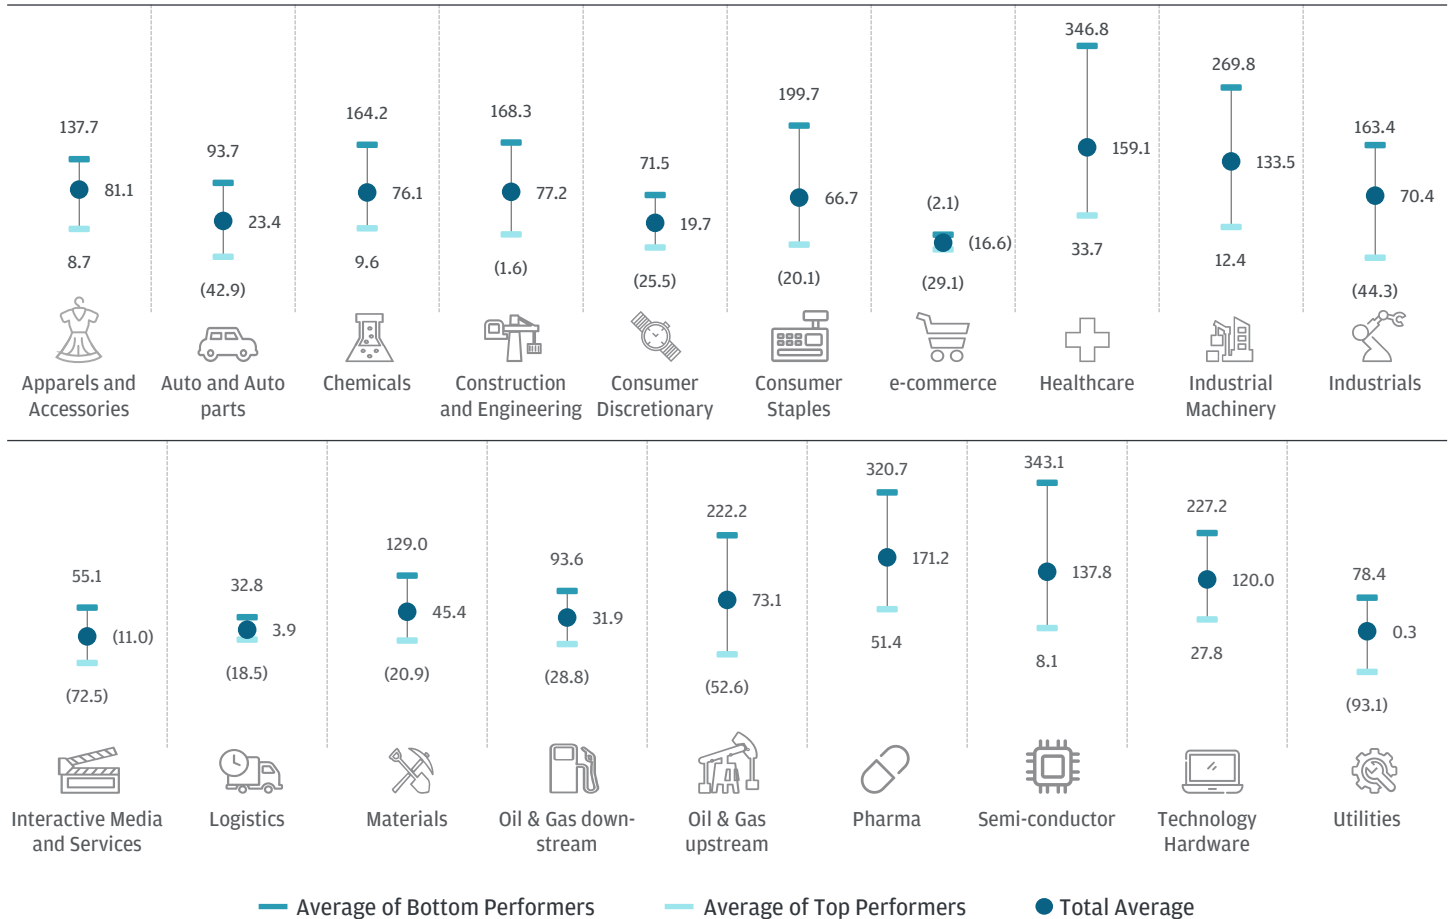 346.8
269.8
199.7
164.2
168.3
163.4
137.7
93.7
71.5
159.1
133.5
81.1
23.4
76.1
77.2
19.7
66.7
(2.1)
(16.6)
70.4
8.7
(42.9)
9.6
(1.6)
(25.5)
(20.1)
(29.1)
33.7
12.4
(44.3)
Apparels and
Accessories
Auto and Auto
parts
Chemicals
Construction
and Engineering
Consumer
Discretionary
Consumer
Staples
e-commerce
Healthcare
Industrial
Machinery
Industrials
55.1
32.8
129.0
93.6
222.2
320.7
343.1
227.2
78.4
(11.0)
3.9
45.4
31.9
73.1
171.2
137.8
120.0
0.3
(72.5)
(18.5)
(20.9)
(28.8)
(52.6)
51.4
8.1
27.8
(93.1)
Interactive Media
and Services
Logistics
Materials
Oil & Gas down-
stream
Oil & Gas
upstream
Pharma
Semi-conductor
Technology
Hardware
Utilities
Average of Bottom Performers
Average of Top Performers
Total Average